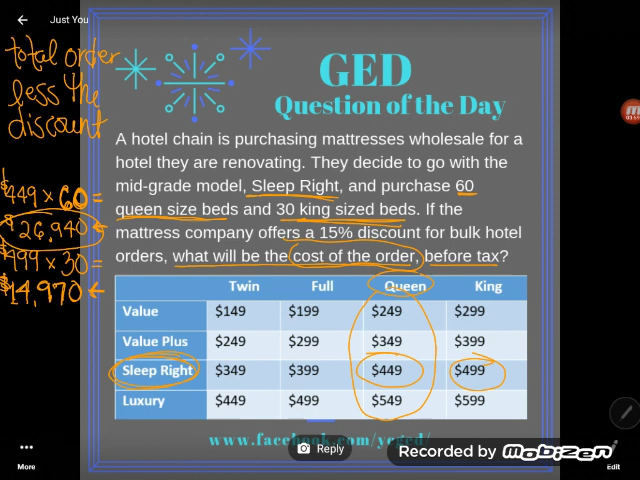 Just You
total order
less the
discount
$449 x 60 =
$26,940 ←
$499 x 30 =
$14,970 ←
GED
Question of the Day
A hotel chain is purchasing mattresses wholesale for a
hotel they are renovating. They decide to go with the
mid-grade model, Sleep Right, and purchase 60
queen size beds and 30 king sized beds. If the
mattress company offers a 15% discount for bulk hotel
orders, what will be the cost of the order, before tax?
Twin Full Queen King
Value $149 $199 $249 $299
Value Plus $249 $299 $349 $399
Sleep Right $349 $399 $449 $499
Luxury $449 $499 $549 $599
www.facebook.com/ycged/
More
Reply
Recorded by Mobizen
Edit